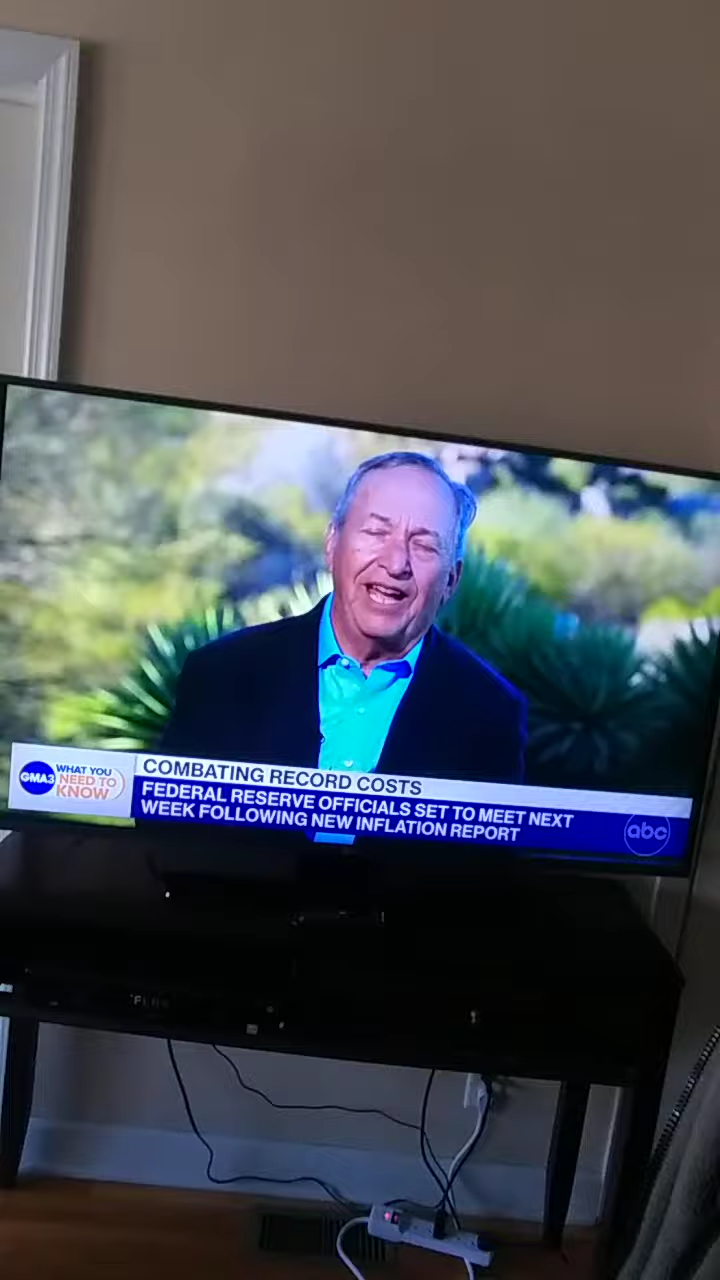 GMA3
WHAT YOU
NEED TO
KNOW
COMBATING RECORD COSTS
FEDERAL RESERVE OFFICIALS SET TO MEET NEXT
WEEK FOLLOWING NEW INFLATION REPORT
abc